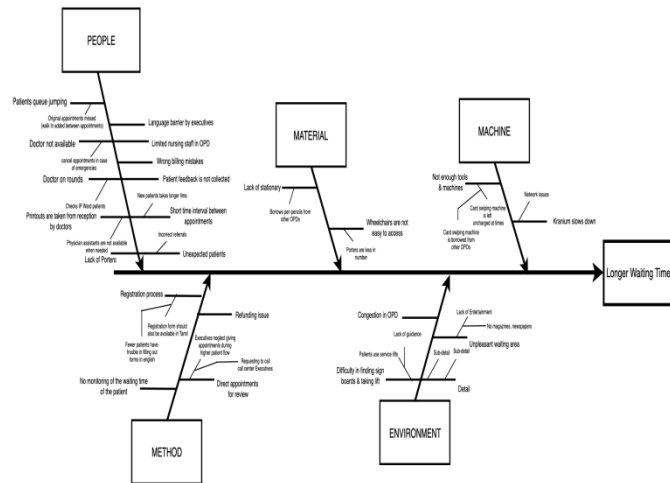 PEOPLE
Patients queue jumping
Original appointments missed
(walk In added between appointments)
Language barrier by executives
Doctor not available
Limited nursing staff in OPD
cancel appointments in case
of emergencies
Wrong billing mistakes
Doctor on rounds
Patient feedback is not collected
Checks IP Ward patients
New patients takes longer time
Printouts are taken from reception
by doctors
Short time interval between
appointments
Physician assistants are not available
when needed
Incorrect referrals
Lack of Porters
Unexpected patients
MATERIAL
Lack of stationary
Borrows pen pencils from
other OPDs
Wheelchairs are not
easy to access
Porters are less in
number
MACHINE
Not enough tools
& machines
Network issues
Card swiping machine
is left
uncharged at times
Card swiping machine
is borrowed from
other OPDs
Kranium slows down
Longer Waiting Time
Registration process
Registration form should
also be available in Tamil
Fewer patients have
trouble in filling out
forms in english
Refunding issue
Executives neglect giving
appointments during
higher patient flow
Requesting to call
call center Executives
No monitoring of the waiting time
of the patient
Direct appointments
for review
METHOD
Congestion in OPD
Lack of Entertainment
No magazines, newspapers
Lack of guidance
Unpleasant waiting area
Patients use service lifts
Sub-detail
Sub-detail
Difficulty in finding sign
boards & taking lift
Detail
ENVIRONMENT